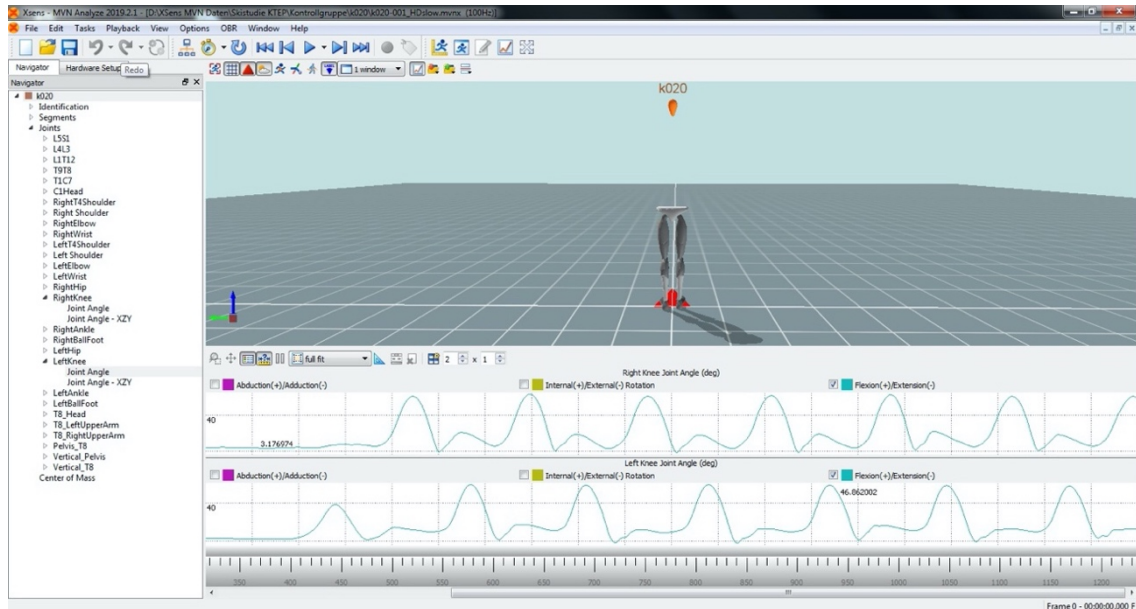 Xsens - MVN Analyze 2019.2.1 - [D:\XSens MVN Daten\Skistudie KTEP\Kontrollgruppe\k020\k020-001_HDslow.mvnx (100Hz)]
File Edit Tasks Playback View Options OBR Window Help
Navigator Hardware Setup Redo
1 window
Navigator
k020
Identification
Segments
Joints
L5S1
L4L3
L1T12
T9T8
T1C7
C1Head
RightT4Shoulder
Right Shoulder
RightElbow
RightWrist
LeftT4Shoulder
Left Shoulder
LeftElbow
LeftWrist
RightHip
RightKnee
Joint Angle
Joint Angle - XZY
RightAnkle
RightBallFoot
LeftHip
LeftKnee
Joint Angle
Joint Angle - XZY
LeftAnkle
LeftBallFoot
T8_Head
T8_LeftUpperArm
T8_RightUpperArm
Pelvis_T8
Vertical_Pelvis
Vertical_T8
Center of Mass
k020
full fit 2 x 1
Right Knee Joint Angle (deg)
Abduction(+)/Adduction(-) Internal(+)/External(-) Rotation Flexion(+)/Extension(-)
40
3.176974
Left Knee Joint Angle (deg)
Abduction(+)/Adduction(-) Internal(+)/External(-) Rotation Flexion(+)/Extension(-)
46.862002
40
350 400 450 500 550 600 650 700 750 800 850 900 950 1000 1050 1100 1150 1200
Frame 0 - 00:00:00.000 F